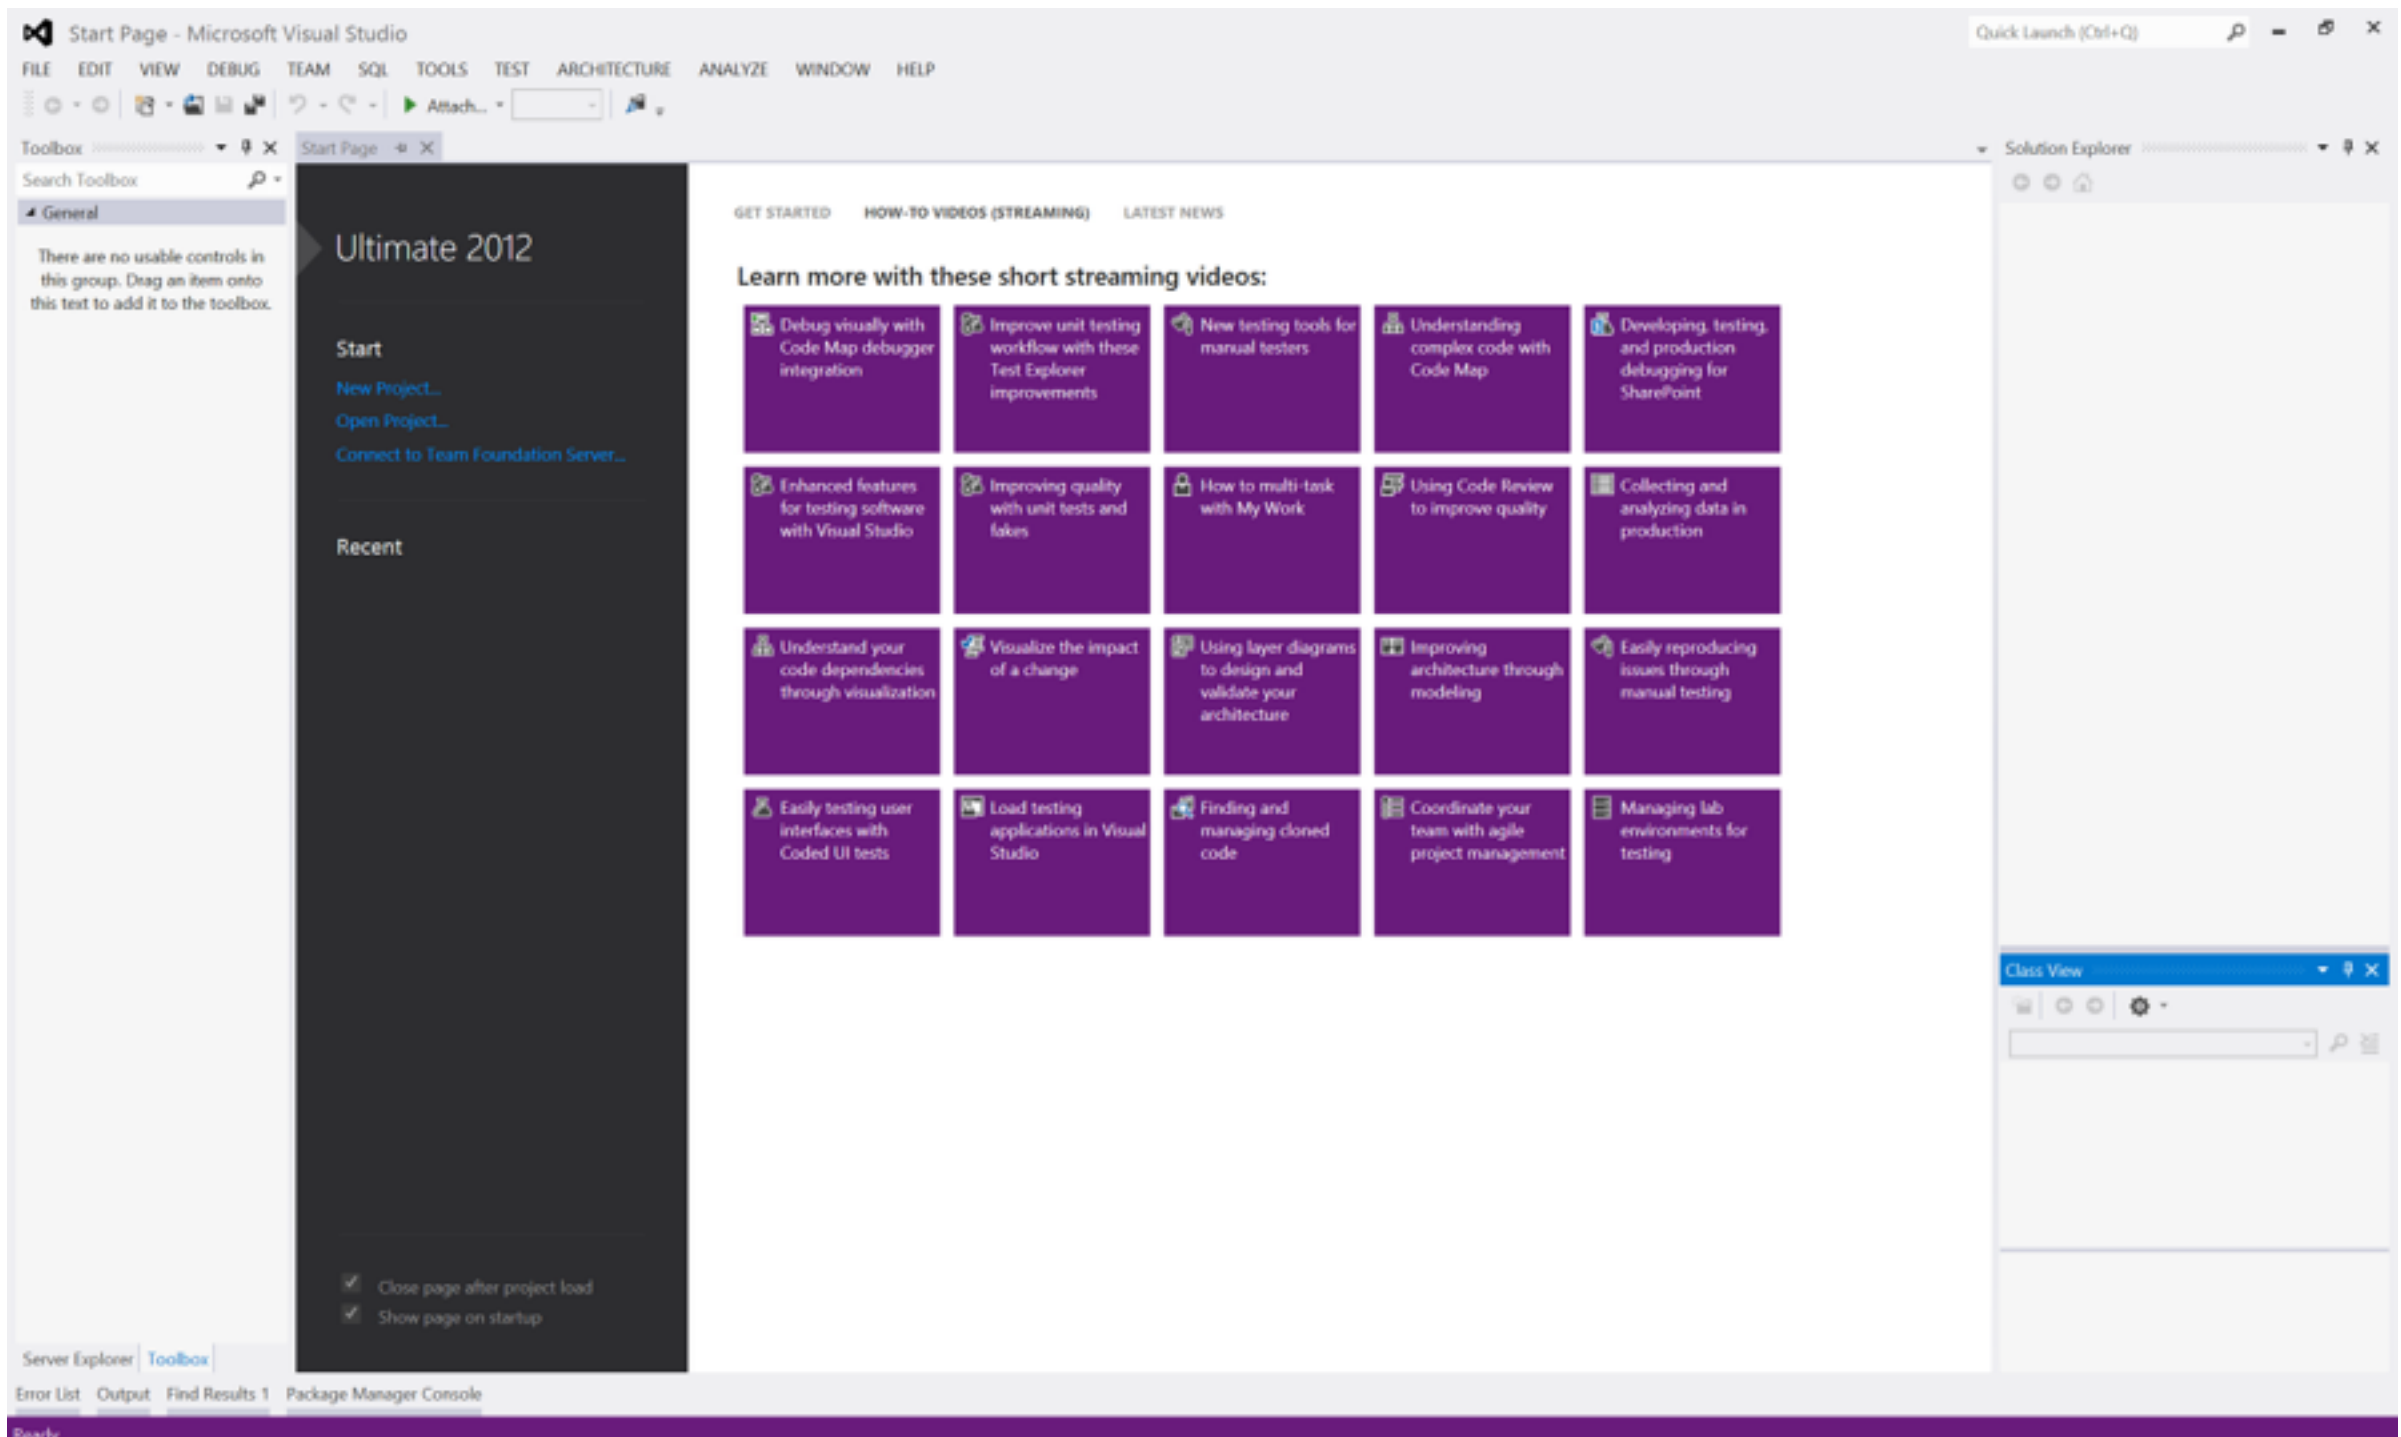 Start Page - Microsoft Visual Studio
Quick Launch (Ctrl+Q)
FILE EDIT VIEW DEBUG TEAM SQL TOOLS TEST ARCHITECTURE ANALYZE WINDOW HELP
Attach...
Toolbox
Start Page
Solution Explorer
Search Toolbox
General
There are no usable controls in
this group. Drag an item onto
this text to add it to the toolbox.
Ultimate 2012
Start
New Project...
Open Project...
Connect to Team Foundation Server...
Recent
Close page after project load
Show page on startup
GET STARTED HOW-TO VIDEOS (STREAMING) LATEST NEWS
Learn more with these short streaming videos:
Debug visually with
Code Map debugger
integration
Improve unit testing
workflow with these
Test Explorer
improvements
New testing tools for
manual testers
Understanding
complex code with
Code Map
Developing, testing,
and production
debugging for
SharePoint
Enhanced features
for testing software
with Visual Studio
Improving quality
with unit tests and
fakes
How to multi-task
with My Work
Using Code Review
to improve quality
Collecting and
analyzing data in
production
Understand your
code dependencies
through visualization
Visualize the impact
of a change
Using layer diagrams
to design and
validate your
architecture
Improving
architecture through
modeling
Easily reproducing
issues through
manual testing
Easily testing user
interfaces with
Coded UI tests
Load testing
applications in Visual
Studio
Finding and
managing cloned
code
Coordinate your
team with agile
project management
Managing lab
environments for
testing
Class View
Server Explorer Toolbox
Error List Output Find Results 1 Package Manager Console
Ready